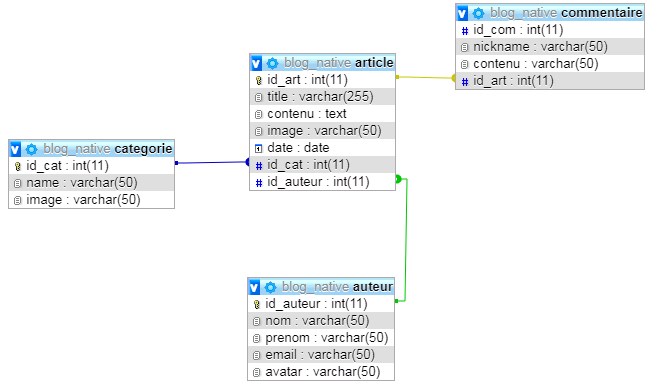 blog_native commentaire
id_com : int(11)
nickname : varchar(50)
contenu : varchar(50)
id_art : int(11)
blog_native article
id_art : int(11)
title : varchar(255)
contenu : text
image : varchar(50)
date : date
id_cat : int(11)
id_auteur : int(11)
blog_native categorie
id_cat : int(11)
name : varchar(50)
image : varchar(50)
blog_native auteur
id_auteur : int(11)
nom : varchar(50)
prenom : varchar(50)
email : varchar(50)
avatar : varchar(50)